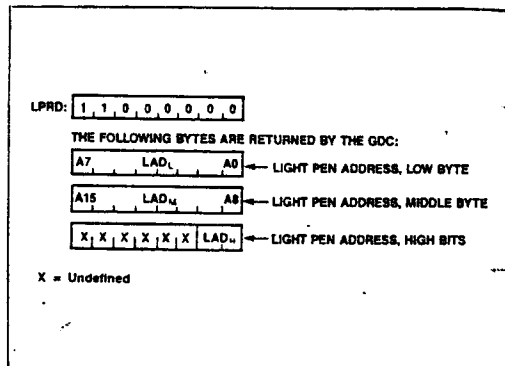 LPRD: 1 1 0 0 0 0 0 0
THE FOLLOWING BYTES ARE RETURNED BY THE GDC:
A7 LADL A0 LIGHT PEN ADDRESS, LOW BYTE
A15 LADM A8 LIGHT PEN ADDRESS, MIDDLE BYTE
X X X X X X LADH LIGHT PEN ADDRESS, HIGH BITS
X = Undefined